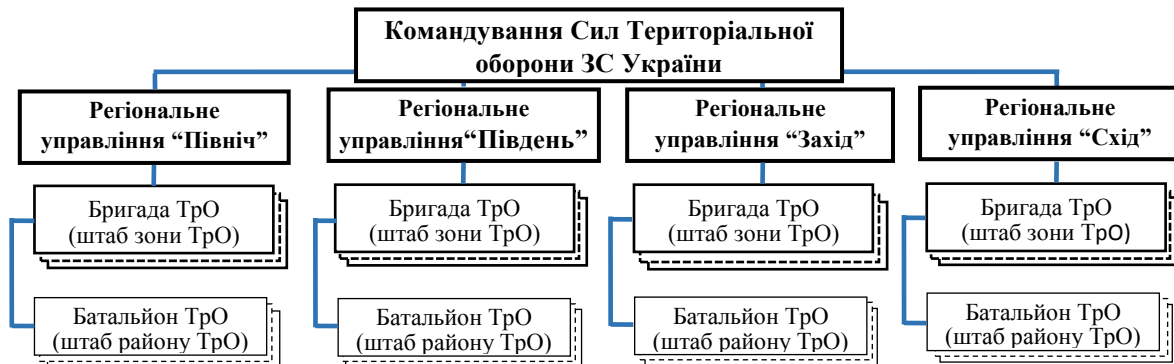 Командування Сил Територіальної
оборони ЗС України
Регіональне
управління “Північ”
Регіональне
управління“Південь”
Регіональне
управління “Захід”
Регіональне
управління “Схід”
Бригада ТрО
(штаб зони ТрО)
Бригада ТрО
(штаб зони ТрО)
Бригада ТрО
(штаб зони ТрО)
Бригада ТрО
(штаб зони ТрО)
Батальйон ТрО
(штаб району ТрО)
Батальйон ТрО
(штаб району ТрО)
Батальйон ТрО
(штаб району ТрО)
Батальйон ТрО
(штаб району ТрО)